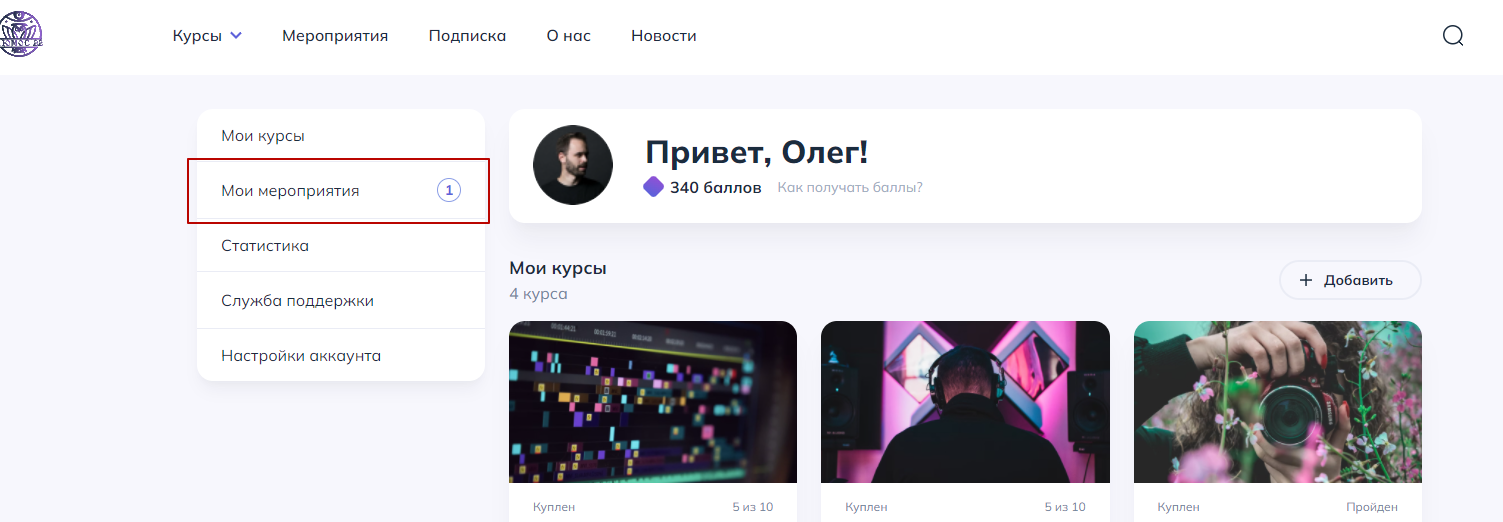 Курсы
Мероприятия
Подписка
О нас
Новости
Мои курсы
Мои мероприятия 1
Статистика
Служба поддержки
Настройки аккаунта
Привет, Олег!
340 баллов Как получать баллы?
Мои курсы
4 курса
+ Добавить
Куплен 5 из 10
Куплен 5 из 10
Куплен Пройден